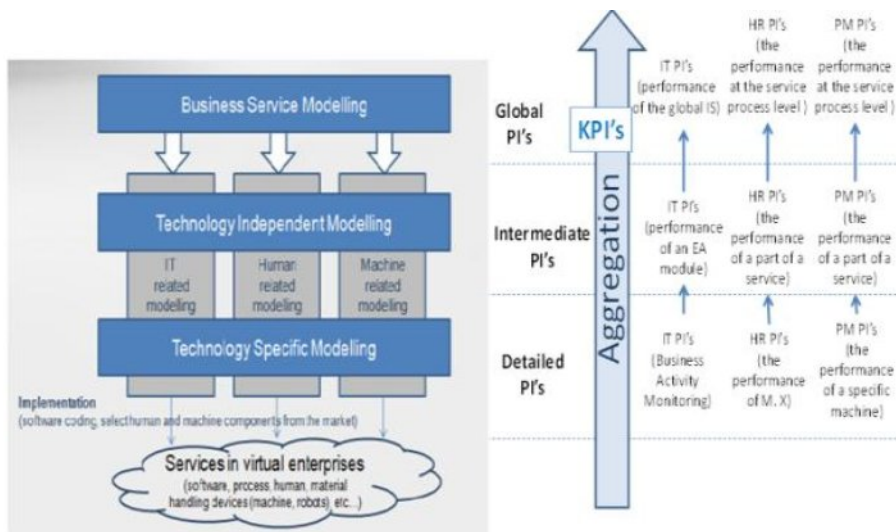 Business Service Modelling
Technology Independent Modelling
IT
related
modelling
Human
related
modelling
Machine
related
modelling
Technology Specific Modelling
Implementation
(software coding, select human and machine components from the market)
Services in virtual enterprises
(software, process, human, material
handling devices (machine, robots), etc…)
Global
PI's
KPI's
Aggregation
IT PI's
(performance
of the global IS)
HR PI's
(the
performance
at the service
process level )
PM PI's
(the
performance
at the service
process level )
Intermediate
PI's
IT PI's
(performance
of an EA
module)
HR PI's
(the
performance
of a part of a
service)
PM PI's
(the
performance
of a part of a
service)
Detailed
PI's
IT PI's
(Business
Activity
Monitoring)
HR PI's
(the
performance
of M. X)
PM PI's
(the
performance
of a specific
machine)